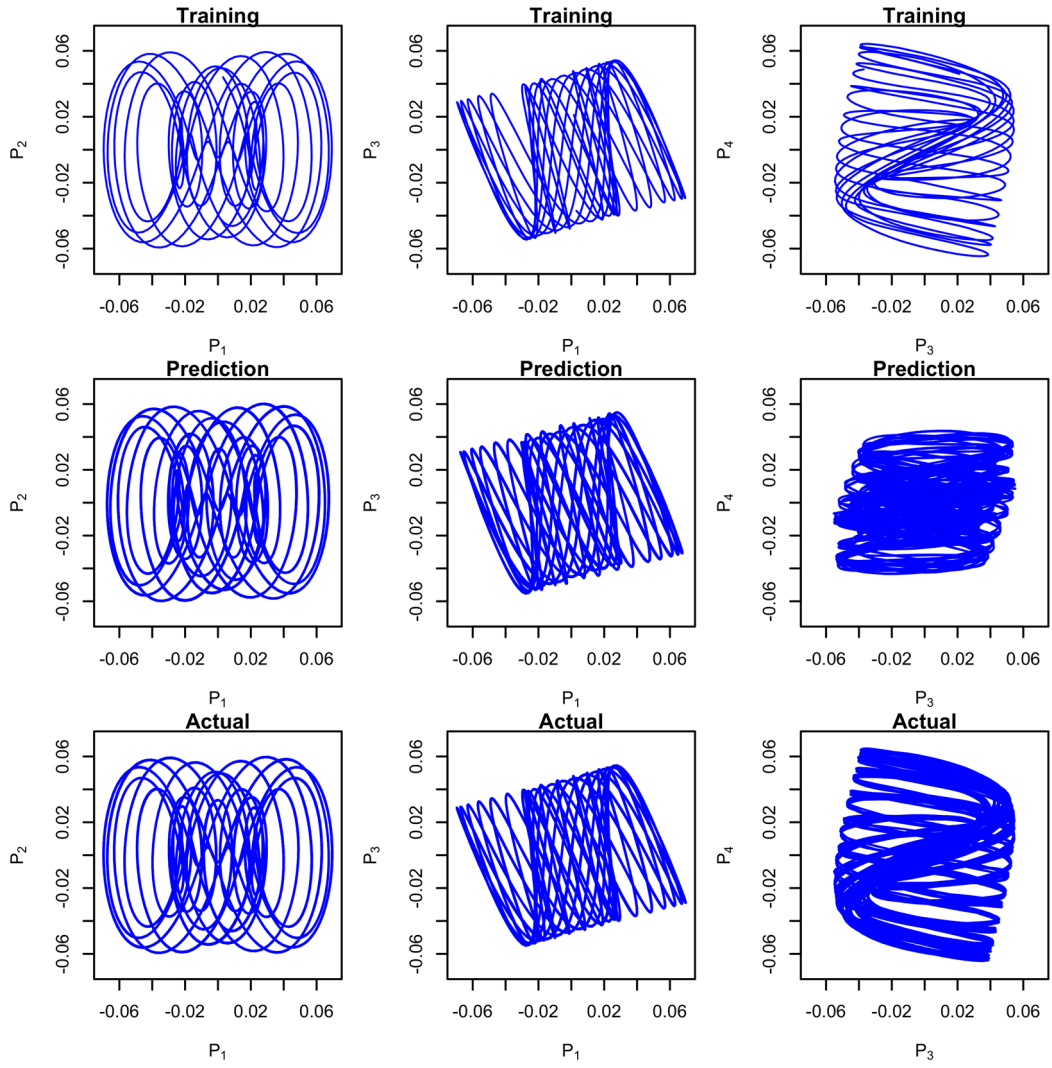 Training Training Training
0.06 0.06 0.06
0.02 0.02 0.02
P2 P3 P4
-0.02 -0.02 -0.02
-0.06 -0.06 -0.06
-0.06 -0.02 0.02 0.06 -0.06 -0.02 0.02 0.06 -0.06 -0.02 0.02 0.06
P1 P1 P3
Prediction Prediction Prediction
0.06 0.06 0.06
0.02 0.02 0.02
P2 P3 P4
-0.02 -0.02 -0.02
-0.06 -0.06 -0.06
-0.06 -0.02 0.02 0.06 -0.06 -0.02 0.02 0.06 -0.06 -0.02 0.02 0.06
P1 P1 P3
Actual Actual Actual
0.06 0.06 0.06
0.02 0.02 0.02
P2 P3 P4
-0.02 -0.02 -0.02
-0.06 -0.06 -0.06
-0.06 -0.02 0.02 0.06 -0.06 -0.02 0.02 0.06 -0.06 -0.02 0.02 0.06
P1 P1 P3